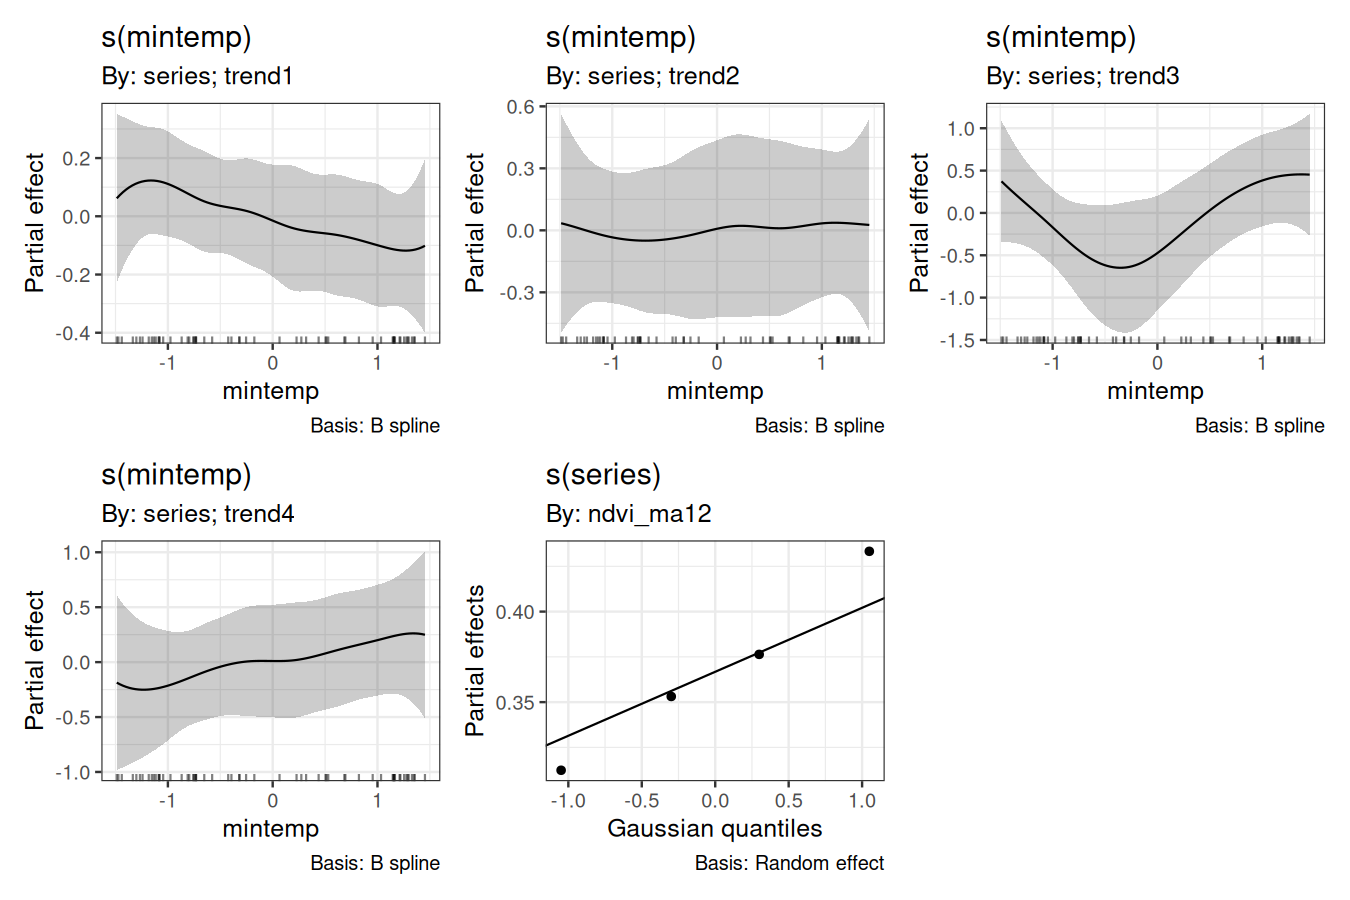 s(mintemp)
By: series; trend1
Partial effect
0.2
0.0
-0.2
-0.4
-1
0
1
mintemp
Basis: B spline
s(mintemp)
By: series; trend2
Partial effect
0.6
0.3
0.0
-0.3
-1
0
1
mintemp
Basis: B spline
s(mintemp)
By: series; trend3
Partial effect
1.0
0.5
0.0
-0.5
-1.0
-1.5
-1
0
1
mintemp
Basis: B spline
s(mintemp)
By: series; trend4
Partial effect
1.0
0.5
0.0
-0.5
-1.0
-1
0
1
mintemp
Basis: B spline
s(series)
By: ndvi_ma12
Partial effects
0.40
0.35
-1.0
-0.5
0.0
0.5
1.0
Gaussian quantiles
Basis: Random effect